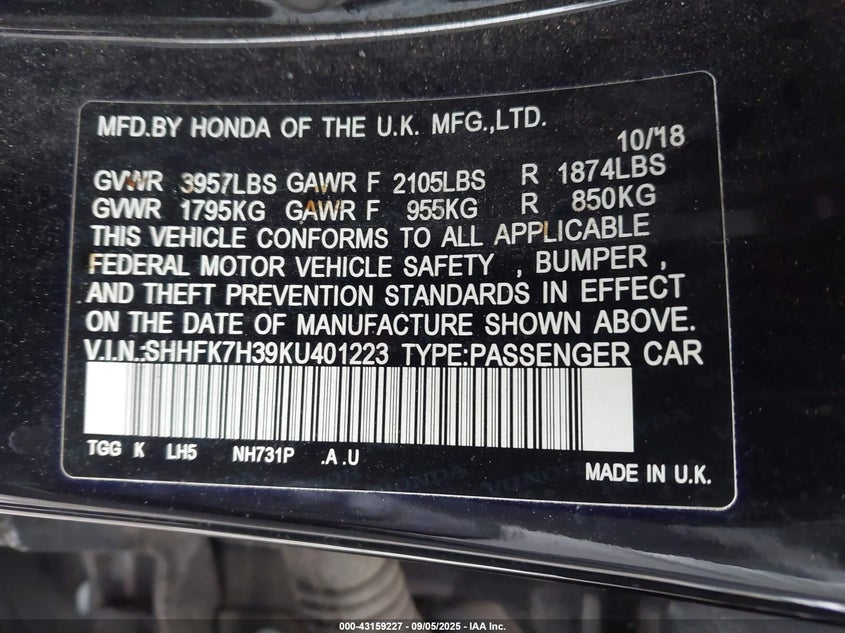 MFD.BY HONDA OF THE U.K. MFG.,LTD.
10/18
GVWR 3957LBS GAWR F 2105LBS R 1874LBS
GVWR 1795KG GAWR F 955KG R 850KG
THIS VEHICLE CONFORMS TO ALL APPLICABLE
FEDERAL MOTOR VEHICLE SAFETY , BUMPER ,
AND THEFT PREVENTION STANDARDS IN EFFECT
ON THE DATE OF MANUFACTURE SHOWN ABOVE.
V.I.N.:SHHFK7H39KU401223 TYPE:PASSENGER CAR
TGG K LH5 NH731P .A .U
MADE IN U.K.
000-43159227 - 09/05/2025 - IAA Inc.